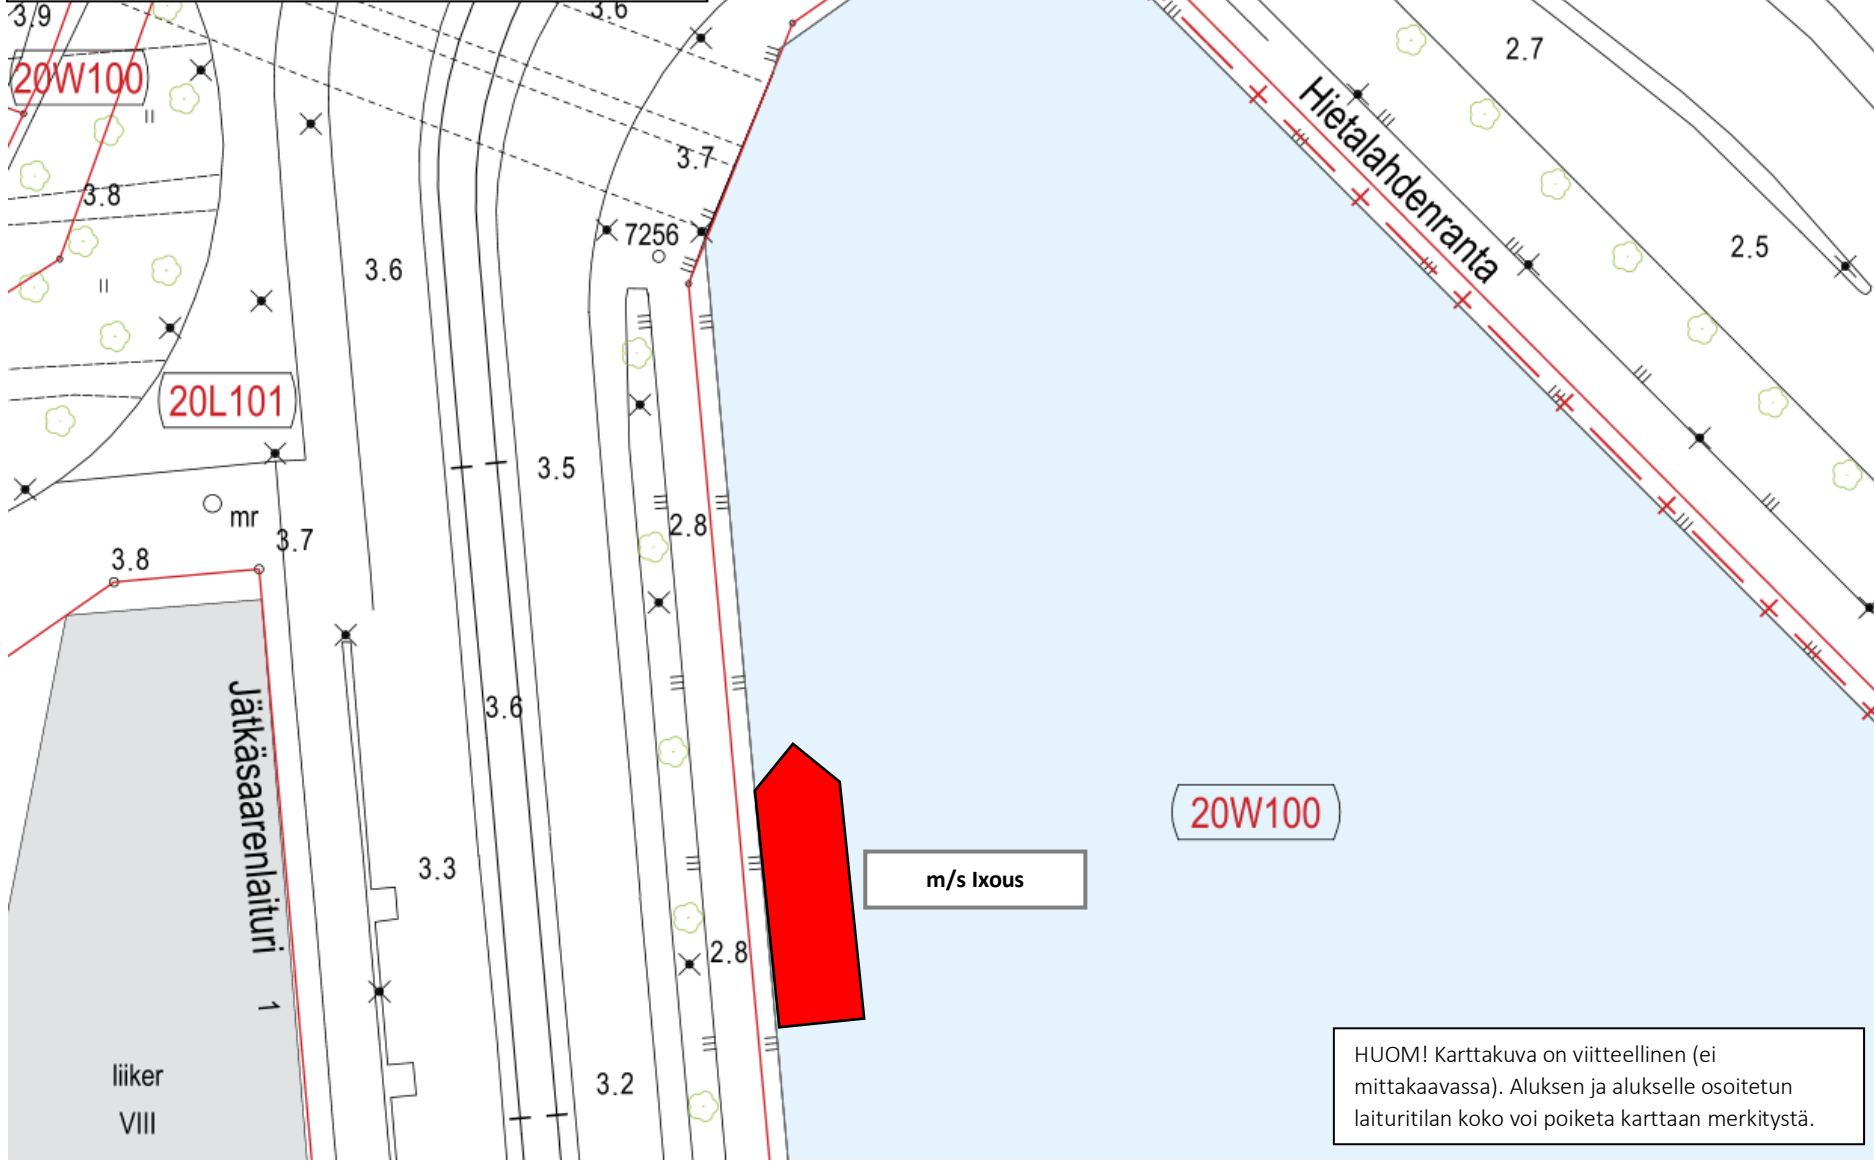 3.9
3.6
20W100
2.7
Hietalahdenranta
3.7
3.8
7256
2.5
3.6
20L101
3.5
mr
2.8
3.7
3.8
Jätkäsaarenlaituri 1
3.6
20W100
3.3
m/s Ixous
2.8
liiker
VIII
3.2
HUOM! Karttakuva on viitteellinen (ei
mittakaavassa). Aluksen ja alukselle osoitetun
laituritilan koko voi poiketa karttaan merkitystä.